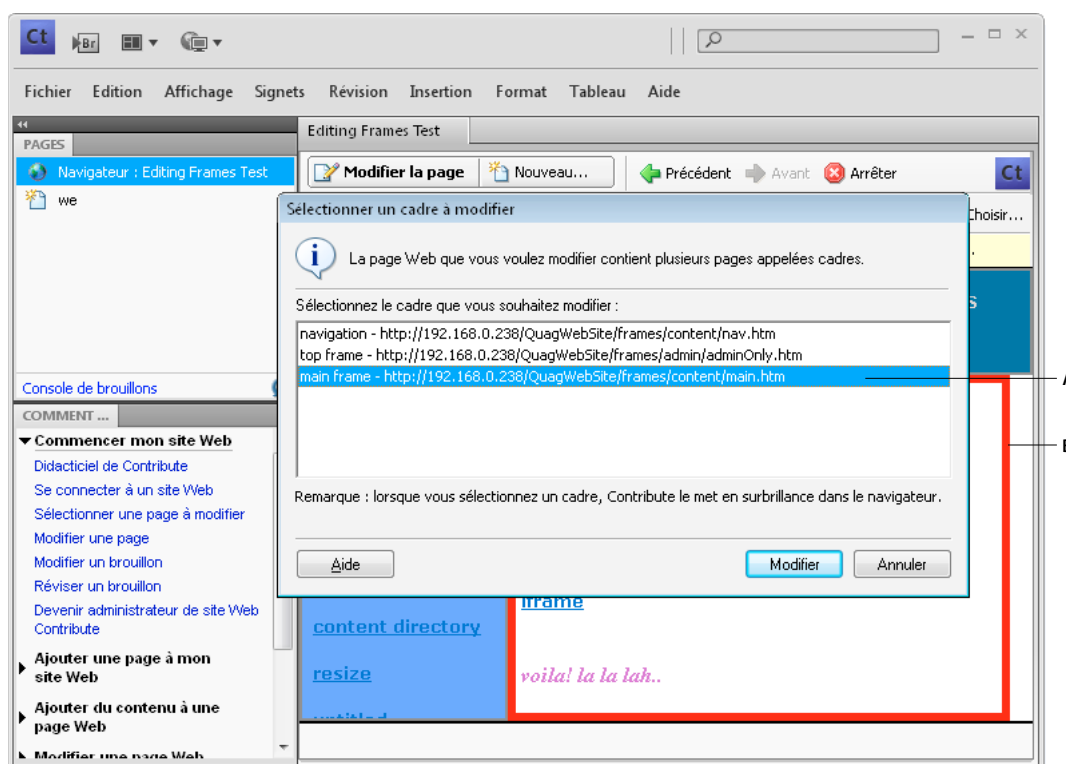 Ct Br
Fichier Edition Affichage Signets Révision Insertion Format Tableau Aide
PAGES
Navigateur : Editing Frames Test
we
Console de brouillons
COMMENT ...
Commencer mon site Web
Didacticiel de Contribute
Se connecter à un site Web
Sélectionner une page à modifier
Modifier une page
Modifier un brouillon
Réviser un brouillon
Devenir administrateur de site Web
Contribute
Ajouter une page à mon
site Web
Ajouter du contenu à une
page Web
Modifier une page Web
Editing Frames Test
Modifier la page Nouveau... Précédent Avant Arrêter Ct
Choisir...
Sélectionner un cadre à modifier
La page Web que vous voulez modifier contient plusieurs pages appelées cadres.
Sélectionnez le cadre que vous souhaitez modifier :
navigation - http://192.168.0.238/QuagWebSite/frames/content/nav.htm
top frame - http://192.168.0.238/QuagWebSite/frames/admin/adminOnly.htm
main frame - http://192.168.0.238/QuagWebSite/frames/content/main.htm
Remarque : lorsque vous sélectionnez un cadre, Contribute le met en surbrillance dans le navigateur.
Aide Modifier Annuler
iframe
content directory
resize
voila! la la lah..
untitled